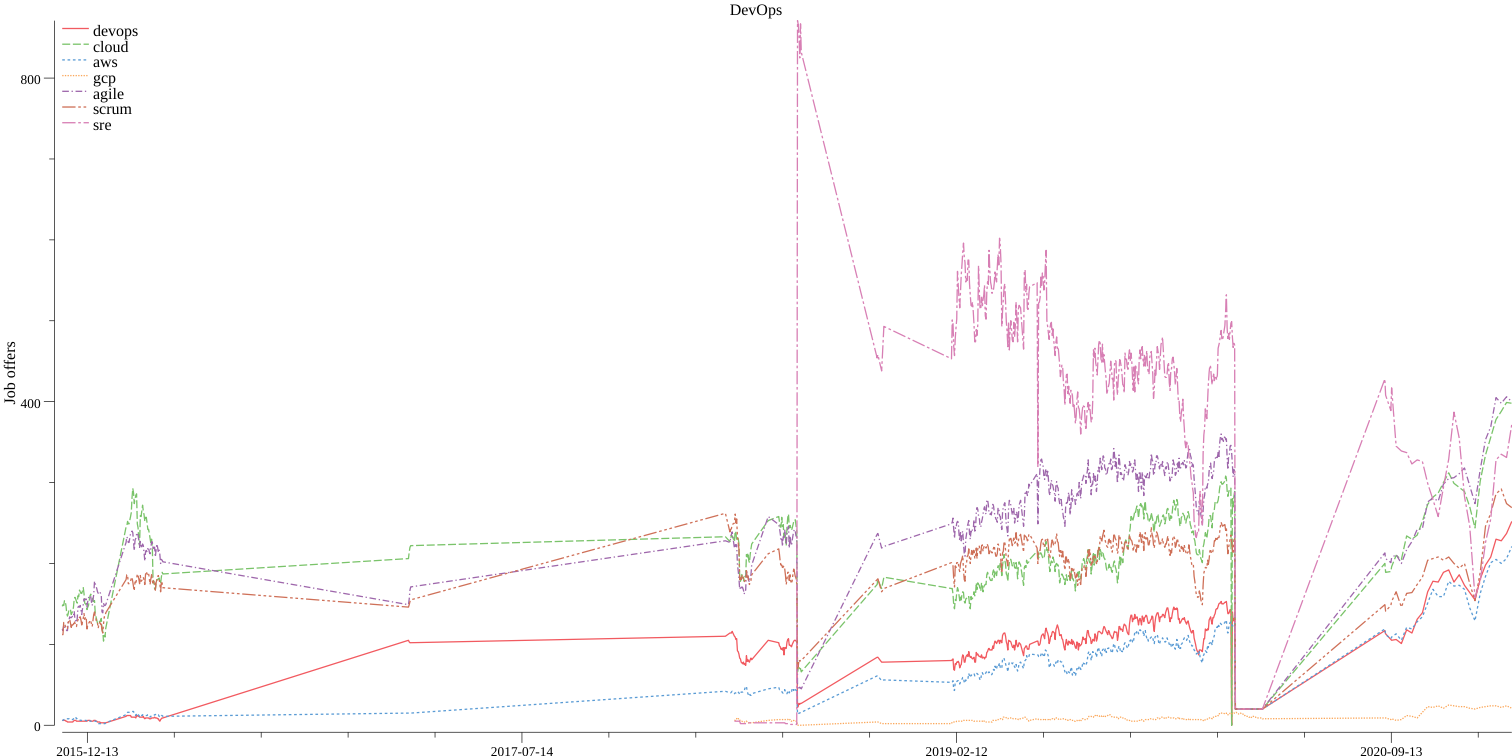 DevOps
devops
cloud
aws
gcp
agile
scrum
sre
800
400
0
Job offers
2015-12-13
2017-07-14
2019-02-12
2020-09-13